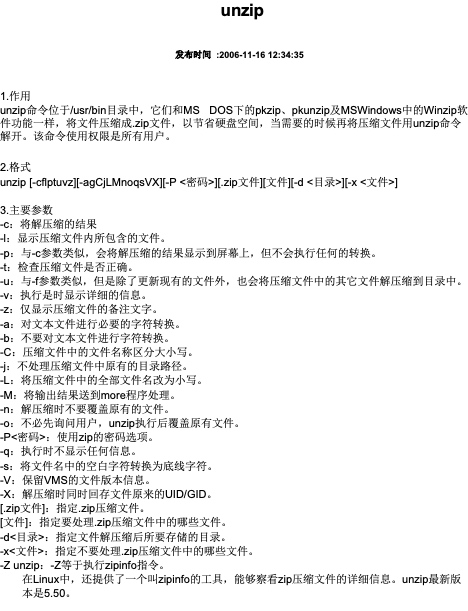 unzip
发布时间 :2006-11-16 12:34:35
1.作用
unzip命令位于/usr/bin目录中，它们和MS DOS下的pkzip、pkunzip及MSWindows中的Winzip软
件功能一样，将文件压缩成.zip文件，以节省硬盘空间，当需要的时候再将压缩文件用unzip命令
解开。该命令使用权限是所有用户。
2.格式
unzip [-cflptuvz][-agCjLMnoqsVX][-P <密码>][.zip文件][文件][-d <目录>][-x <文件>]
3.主要参数
-c：将解压缩的结果
-l：显示压缩文件内所包含的文件。
-p：与-c参数类似，会将解压缩的结果显示到屏幕上，但不会执行任何的转换。
-t：检查压缩文件是否正确。
-u：与-f参数类似，但是除了更新现有的文件外，也会将压缩文件中的其它文件解压缩到目录中。
-v：执行是时显示详细的信息。
-z：仅显示压缩文件的备注文字。
-a：对文本文件进行必要的字符转换。
-b：不要对文本文件进行字符转换。
-C：压缩文件中的文件名称区分大小写。
-j：不处理压缩文件中原有的目录路径。
-L：将压缩文件中的全部文件名改为小写。
-M：将输出结果送到more程序处理。
-n：解压缩时不要覆盖原有的文件。
-o：不必先询问用户，unzip执行后覆盖原有文件。
-P<密码>：使用zip的密码选项。
-q：执行时不显示任何信息。
-s：将文件名中的空白字符转换为底线字符。
-V：保留VMS的文件版本信息。
-X：解压缩时同时回存文件原来的UID/GID。
[.zip文件]：指定.zip压缩文件。
[文件]：指定要处理.zip压缩文件中的哪些文件。
-d<目录>：指定文件解压缩后所要存储的目录。
-x<文件>：指定不要处理.zip压缩文件中的哪些文件。
-Z unzip：-Z等于执行zipinfo指令。
在Linux中，还提供了一个叫zipinfo的工具，能够察看zip压缩文件的详细信息。unzip最新版
本是5.50。